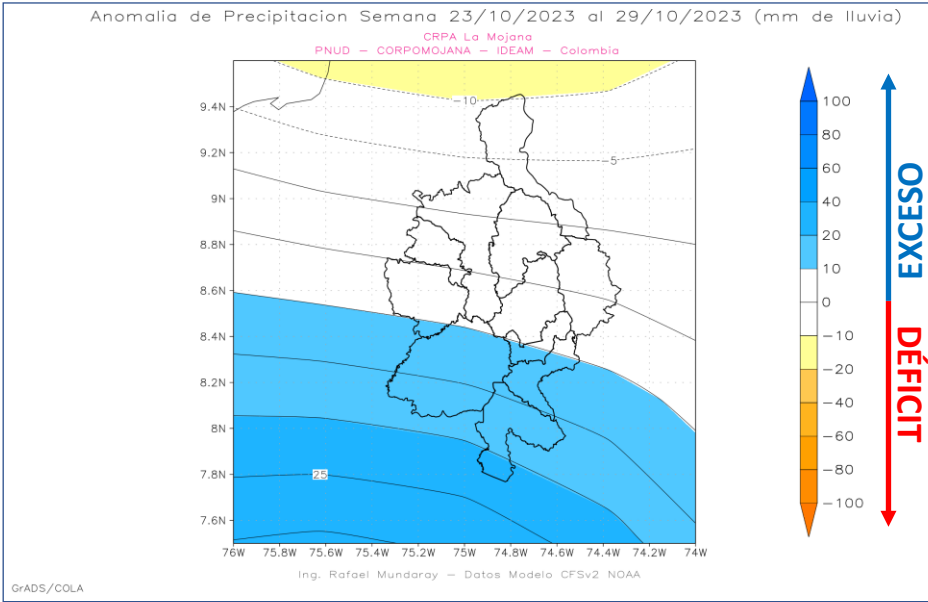 Anomalia de Precipitacion Semana 23/10/2023 al 29/10/2023 (mm de lluvia)
CRPA La Mojana
PNUD — CORPOMOJANA — IDEAM — Colombia
9.4N
9.2N
9N
8.8N
8.6N
8.4N
8.2N
8N
7.8N
7.6N
-10
-5
25
76W 75.8W 75.6W 75.4W 75.2W 75W 74.8W 74.6W 74.4W 74.2W 74W
100
80
60
40
20
10
0
-10
-20
-40
-60
-80
-100
EXCESO
DÉFICIT
Ing. Rafael Mundaray — Datos Modelo CFSv2 NOAA
GrADS/COLA